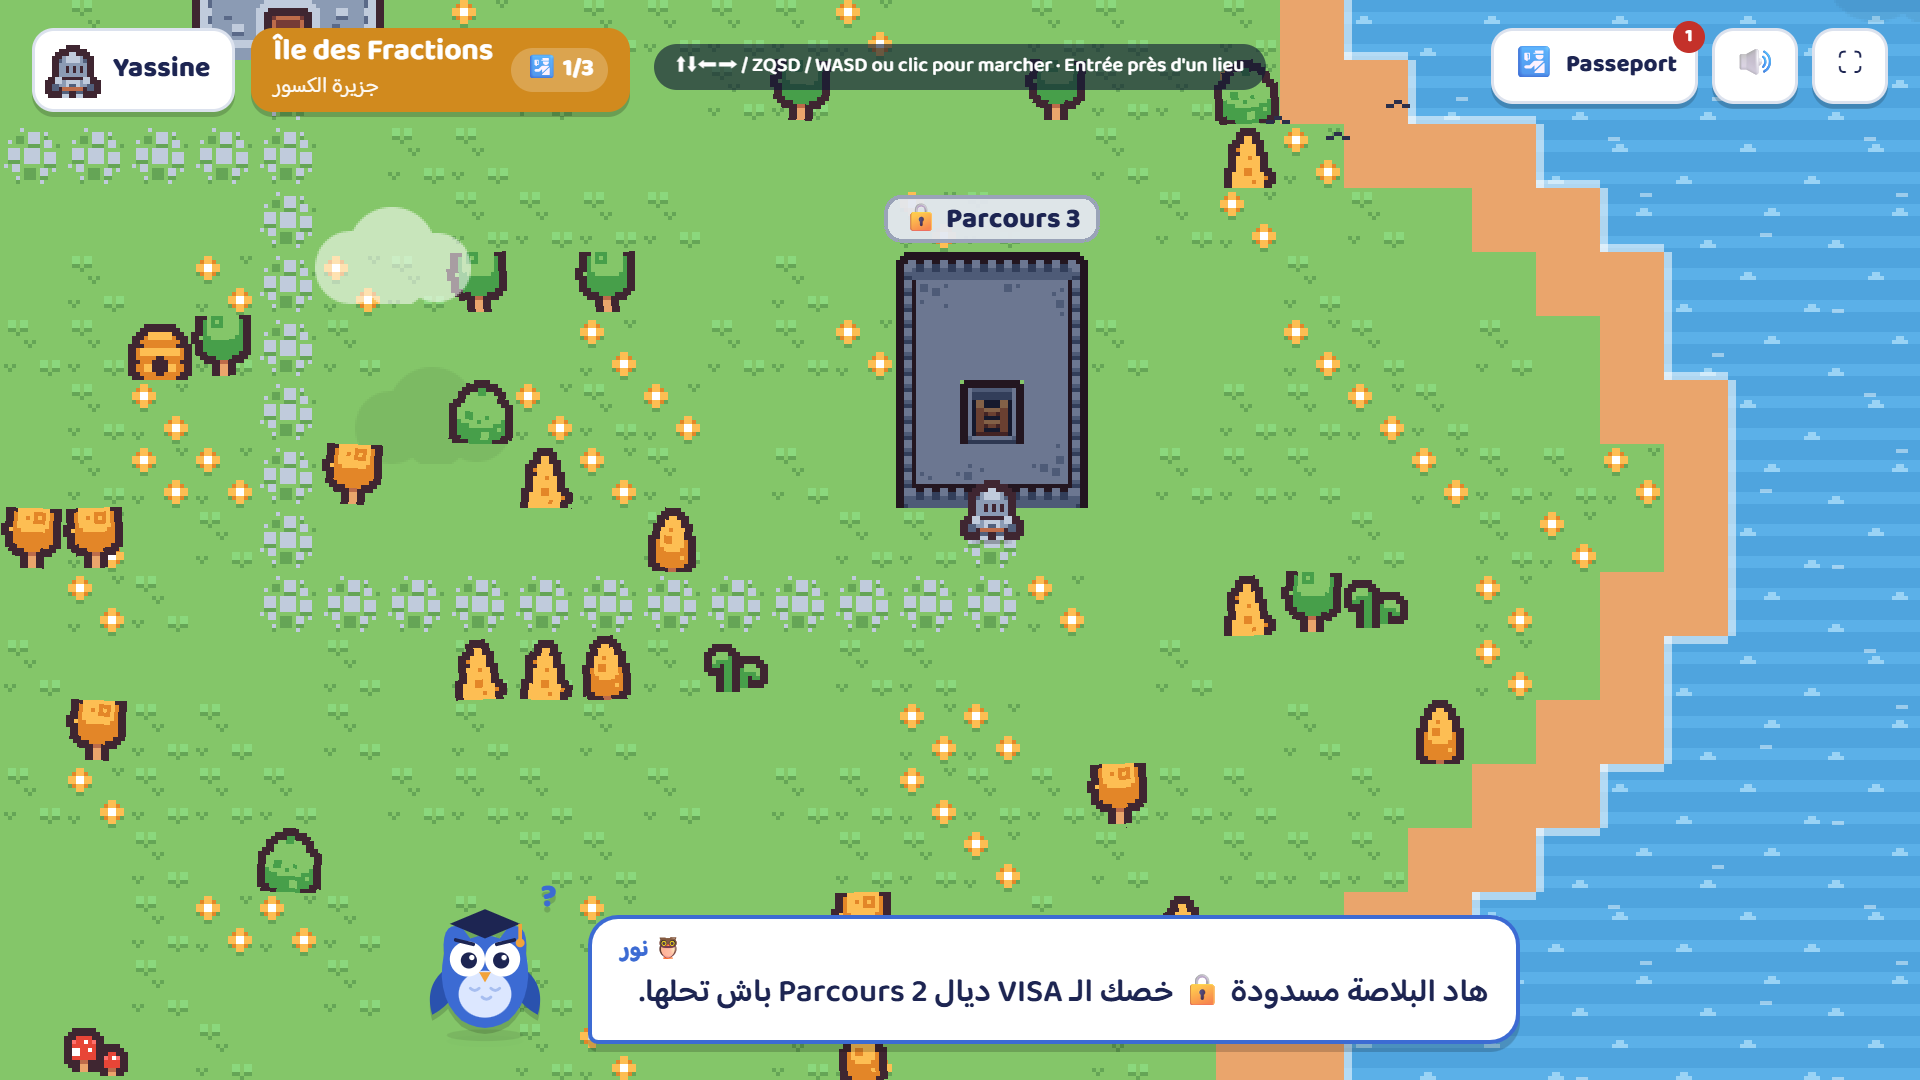 Yassine
Île des Fractions
جزيرة الكسور
1/3
⬆⬇⬅➡ / ZQSD / WASD ou clic pour marcher · Entrée près d'un lieu
Passeport
1
🔒 Parcours 3
?
🦉 نور
هاد البلاصة مسدودة 🔒 خصك الـ VISA ديال Parcours 2 باش تحلها.